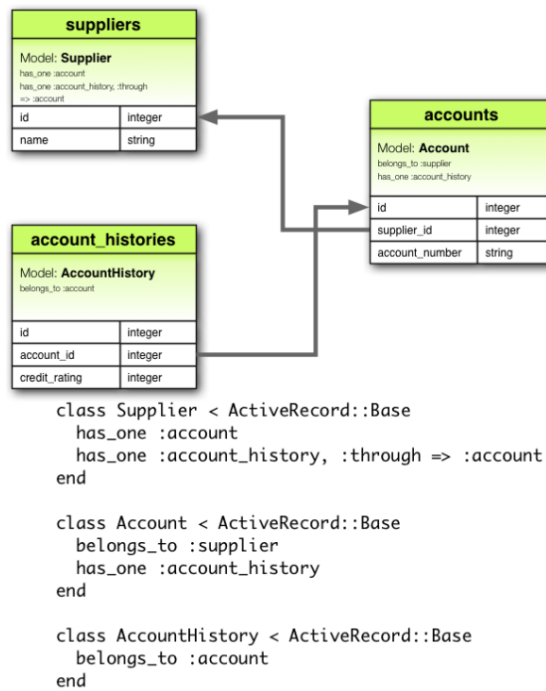 suppliers
Model: Supplier
has_one :account
has_one :account_history, :through
=> :account
id integer
name string
accounts
Model: Account
belongs_to :supplier
has_one :account_history
id integer
supplier_id integer
account_number string
account_histories
Model: AccountHistory
belongs_to :account
id integer
account_id integer
credit_rating integer
class Supplier < ActiveRecord::Base
  has_one :account
  has_one :account_history, :through => :account
end
class Account < ActiveRecord::Base
  belongs_to :supplier
  has_one :account_history
end
class AccountHistory < ActiveRecord::Base
  belongs_to :account
end